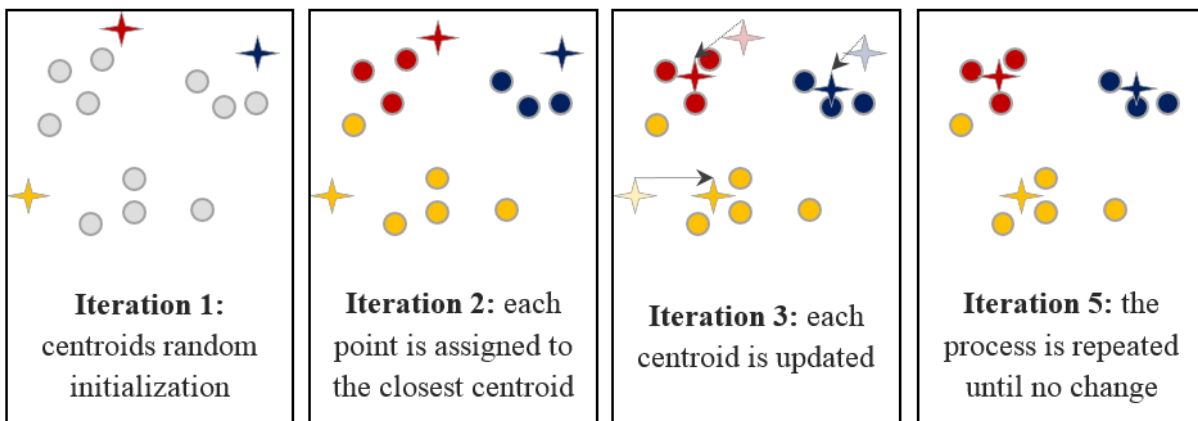 Iteration 1:
centroids random
initialization
Iteration 2: each
point is assigned to
the closest centroid
Iteration 3: each
centroid is updated
Iteration 5: the
process is repeated
until no change